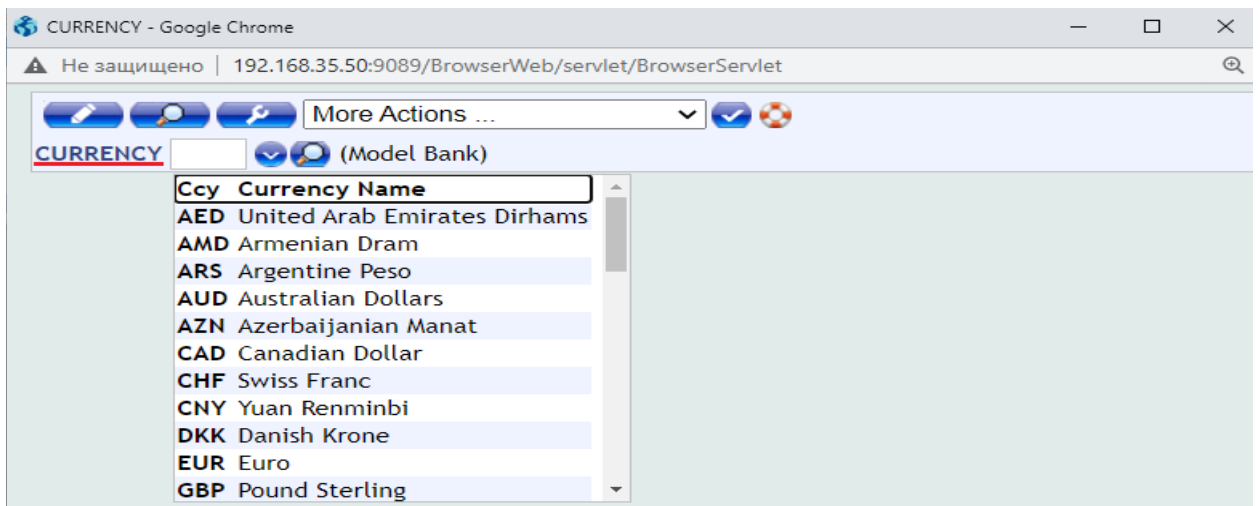 CURRENCY - Google Chrome
Не защищено | 192.168.35.50:9089/BrowserWeb/servlet/BrowserServlet
More Actions ...
CURRENCY (Model Bank)
Ccy Currency Name
AED United Arab Emirates Dirhams
AMD Armenian Dram
ARS Argentine Peso
AUD Australian Dollars
AZN Azerbaijanian Manat
CAD Canadian Dollar
CHF Swiss Franc
CNY Yuan Renminbi
DKK Danish Krone
EUR Euro
GBP Pound Sterling